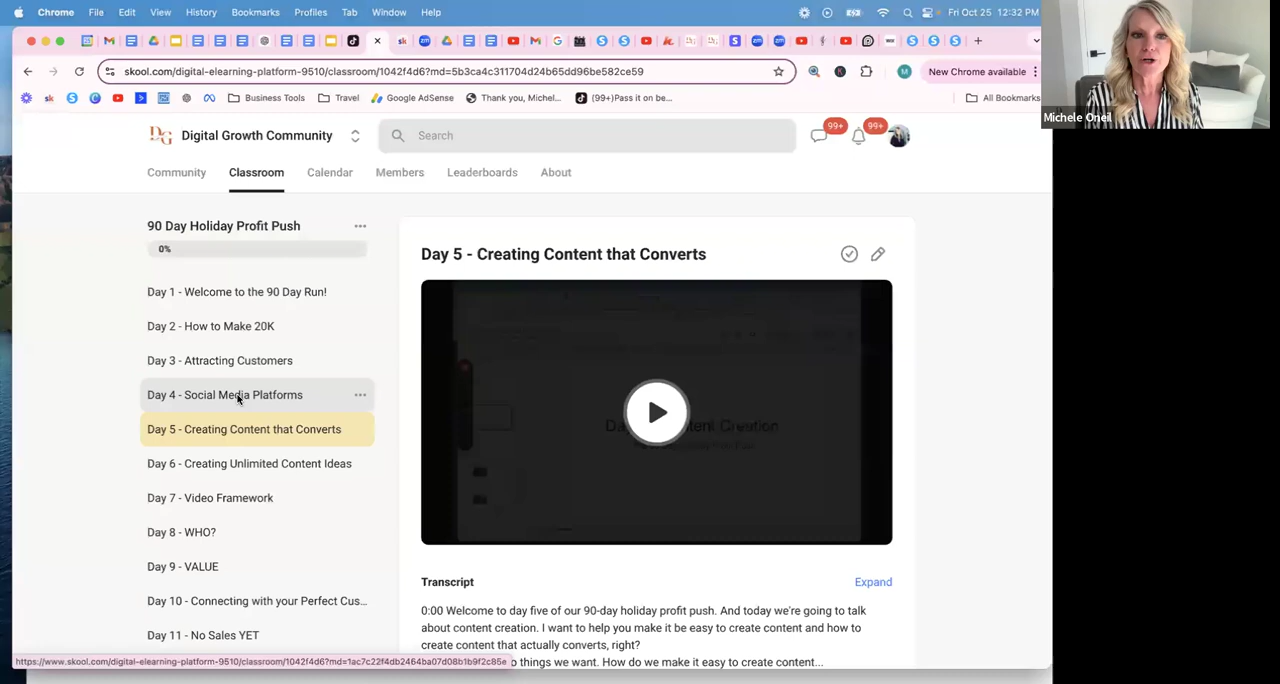 Chrome File Edit View History Bookmarks Profiles Tab Window Help Fri Oct 25 12:32 PM
skool.com/digital-elearning-platform-9510/classroom/1042f4d6?md=5b3ca4c311704d24b65dd96be582ce59
New Chrome available
Business Tools Travel Google AdSense Thank you, Michel... (99+)Pass it on be... All Bookmarks
Michele Oneil
Digital Growth Community
Search
99+ 99+
Community Classroom Calendar Members Leaderboards About
90 Day Holiday Profit Push
0%
Day 1 - Welcome to the 90 Day Run!
Day 2 - How to Make 20K
Day 3 - Attracting Customers
Day 4 - Social Media Platforms
Day 5 - Creating Content that Converts
Day 6 - Creating Unlimited Content Ideas
Day 7 - Video Framework
Day 8 - WHO?
Day 9 - VALUE
Day 10 - Connecting with your Perfect Cus...
Day 11 - No Sales YET
Day 5 - Creating Content that Converts
Transcript Expand
0:00 Welcome to day five of our 90-day holiday profit push. And today we're going to talk
about content creation. I want to help you make it be easy to create content and how to
create content that actually converts, right?
o things we want. How do we make it easy to create content...
https://www.skool.com/digital-elearning-platform-9510/classroom/1042f4d6?md=1ac7c22f4db2464ba07d08b1b9f2c85e